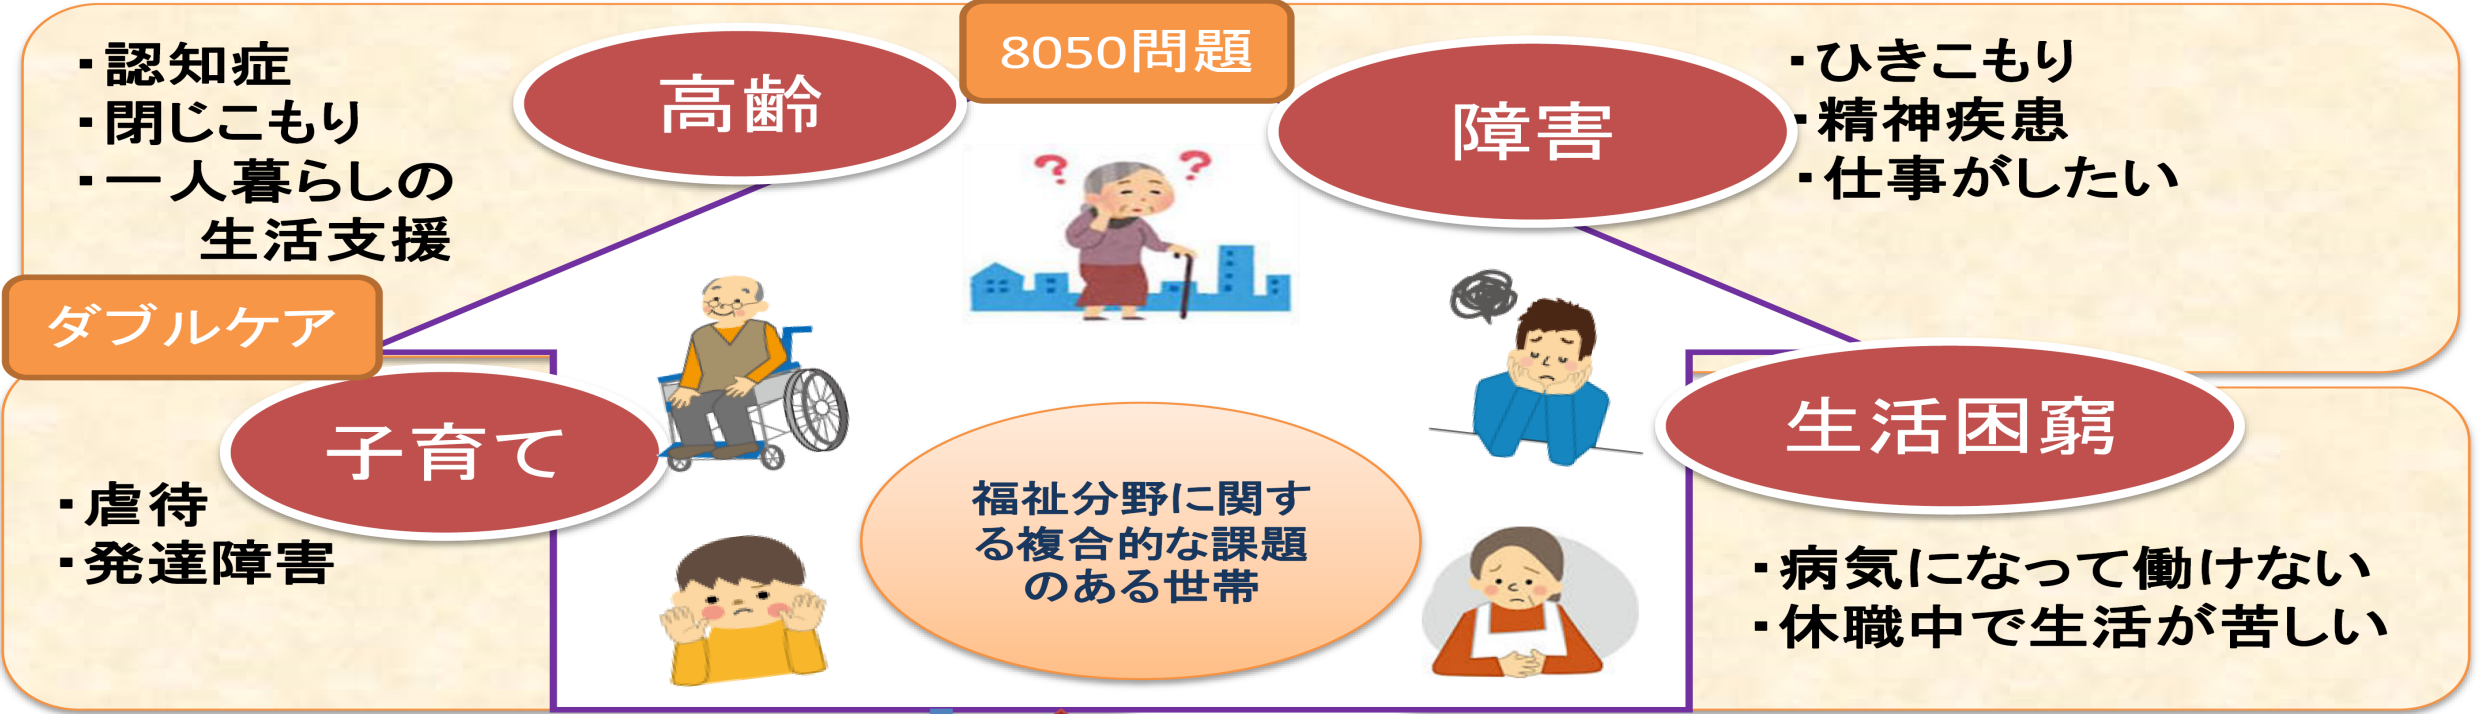 8050問題
高齢
・認知症
・閉じこもり
・一人暮らしの
生活支援
障害
・ひきこもり
・精神疾患
・仕事がしたい
ダブルケア
子育て
・虐待
・発達障害
福祉分野に関す
る複合的な課題
のある世帯
生活困窮
・病気になって働けない
・休職中で生活が苦しい